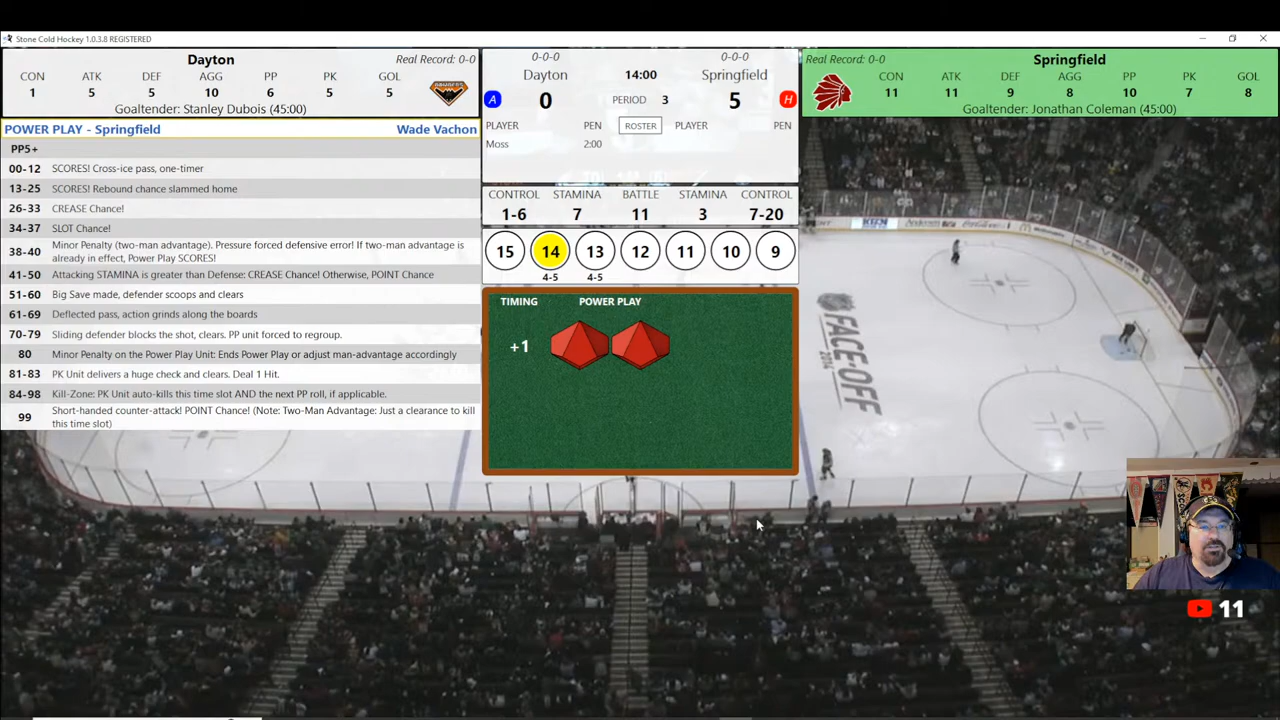 Stone Cold Hockey 1.0.3.8 REGISTERED
Dayton
Real Record: 0-0
CON ATK DEF AGG PP PK GOL
1 5 5 10 6 5 5
Goaltender: Stanley Dubois (45:00)
0-0-0 0-0-0
Dayton 14:00 Springfield
A 0 PERIOD 3 5 H
PLAYER PEN ROSTER PLAYER PEN
Moss 2:00
Real Record: 0-0
Springfield
CON ATK DEF AGG PP PK GOL
11 11 9 8 10 7 8
Goaltender: Jonathan Coleman (45:00)
POWER PLAY - Springfield Wade Vachon
PP5+
00-12 SCORES! Cross-ice pass, one-timer
13-25 SCORES! Rebound chance slammed home
26-33 CREASE Chance!
34-37 SLOT Chance!
38-40 Minor Penalty (two-man advantage). Pressure forced defensive error! If two-man advantage is
already in effect, Power Play SCORES!
41-50 Attacking STAMINA is greater than Defense: CREASE Chance! Otherwise, POINT Chance
51-60 Big Save made, defender scoops and clears
61-69 Deflected pass, action grinds along the boards
70-79 Sliding defender blocks the shot, clears. PP unit forced to regroup.
80 Minor Penalty on the Power Play Unit: Ends Power Play or adjust man-advantage accordingly
81-83 PK Unit delivers a huge check and clears. Deal 1 Hit.
84-98 Kill-Zone: PK Unit auto-kills this time slot AND the next PP roll, if applicable.
99 Short-handed counter-attack! POINT Chance! (Note: Two-Man Advantage: Just a clearance to kill
this time slot)
CONTROL STAMINA BATTLE STAMINA CONTROL
1-6 7 11 3 7-20
15 14 13 12 11 10 9
4-5 4-5
TIMING POWER PLAY
+1
FACE-OFF
2014
11